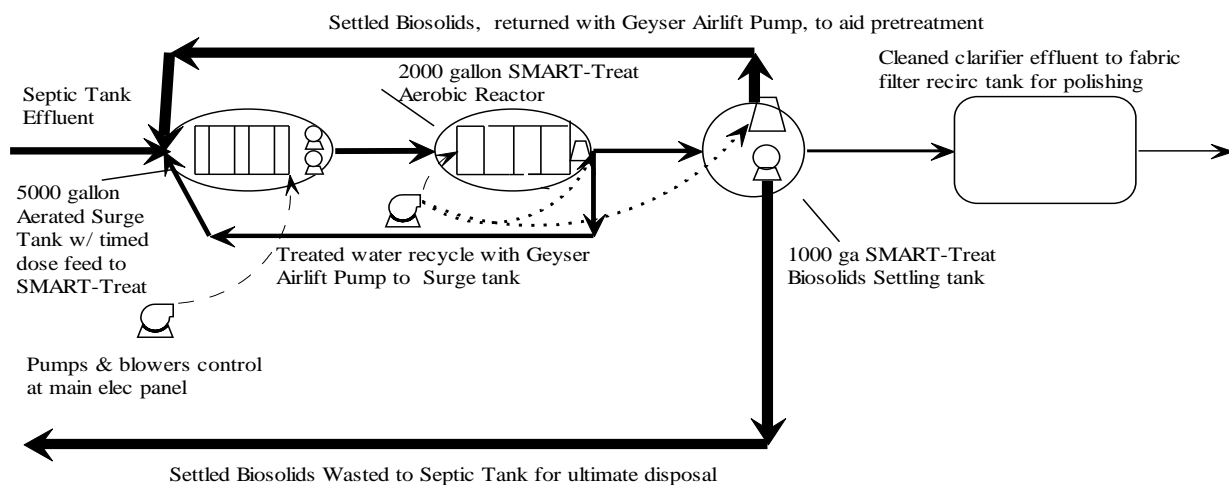 Settled Biosolids, returned with Geyser Airlift Pump, to aid pretreatment
2000 gallon SMART-Treat
Aerobic Reactor
Cleaned clarifier effluent to fabric
filter recirc tank for polishing
Septic Tank
Effluent
5000 gallon
Aerated Surge
Tank w/ timed
dose feed to
SMART-Treat
Treated water recycle with Geyser
Airlift Pump to Surge tank
1000 ga SMART-Treat
Biosolids Settling tank
Pumps & blowers control
at main elec panel
Settled Biosolids Wasted to Septic Tank for ultimate disposal